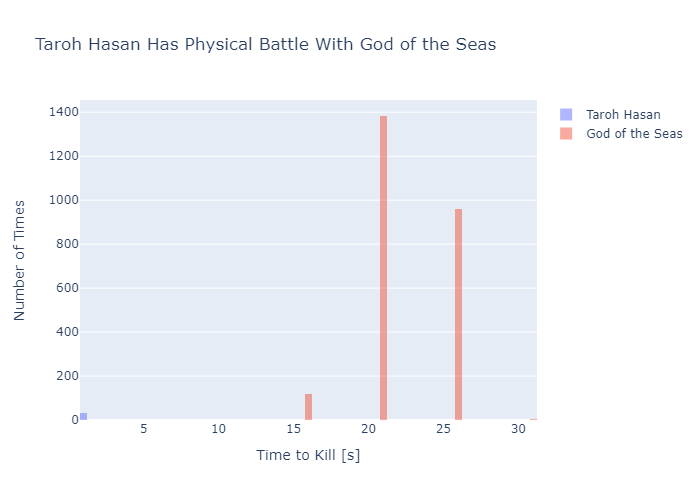 Taroh Hasan Has Physical Battle With God of the Seas
Taroh Hasan
God of the Seas
1400
1200
1000
800
600
400
200
0
Number of Times
5 10 15 20 25 30
Time to Kill [s]